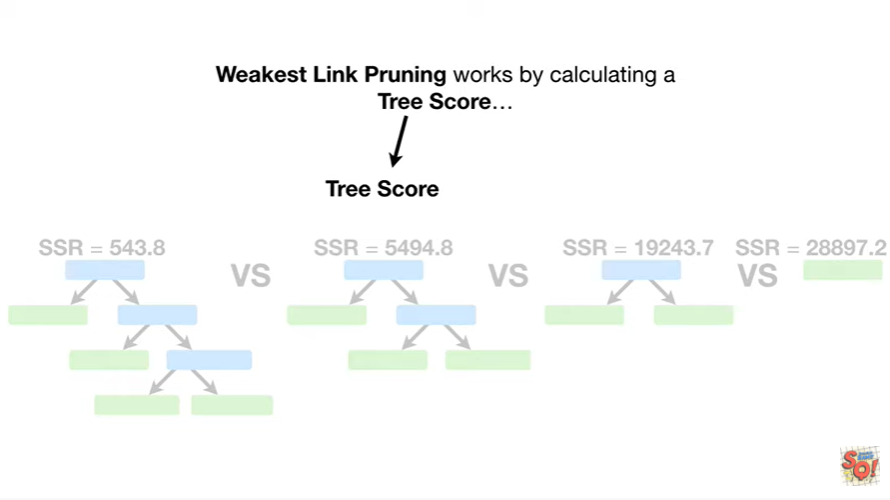 Weakest Link Pruning works by calculating a
Tree Score…
Tree Score
SSR = 543.8
SSR = 5494.8
SSR = 19243.7
SSR = 28897.2
VS
VS
VS
SQ!